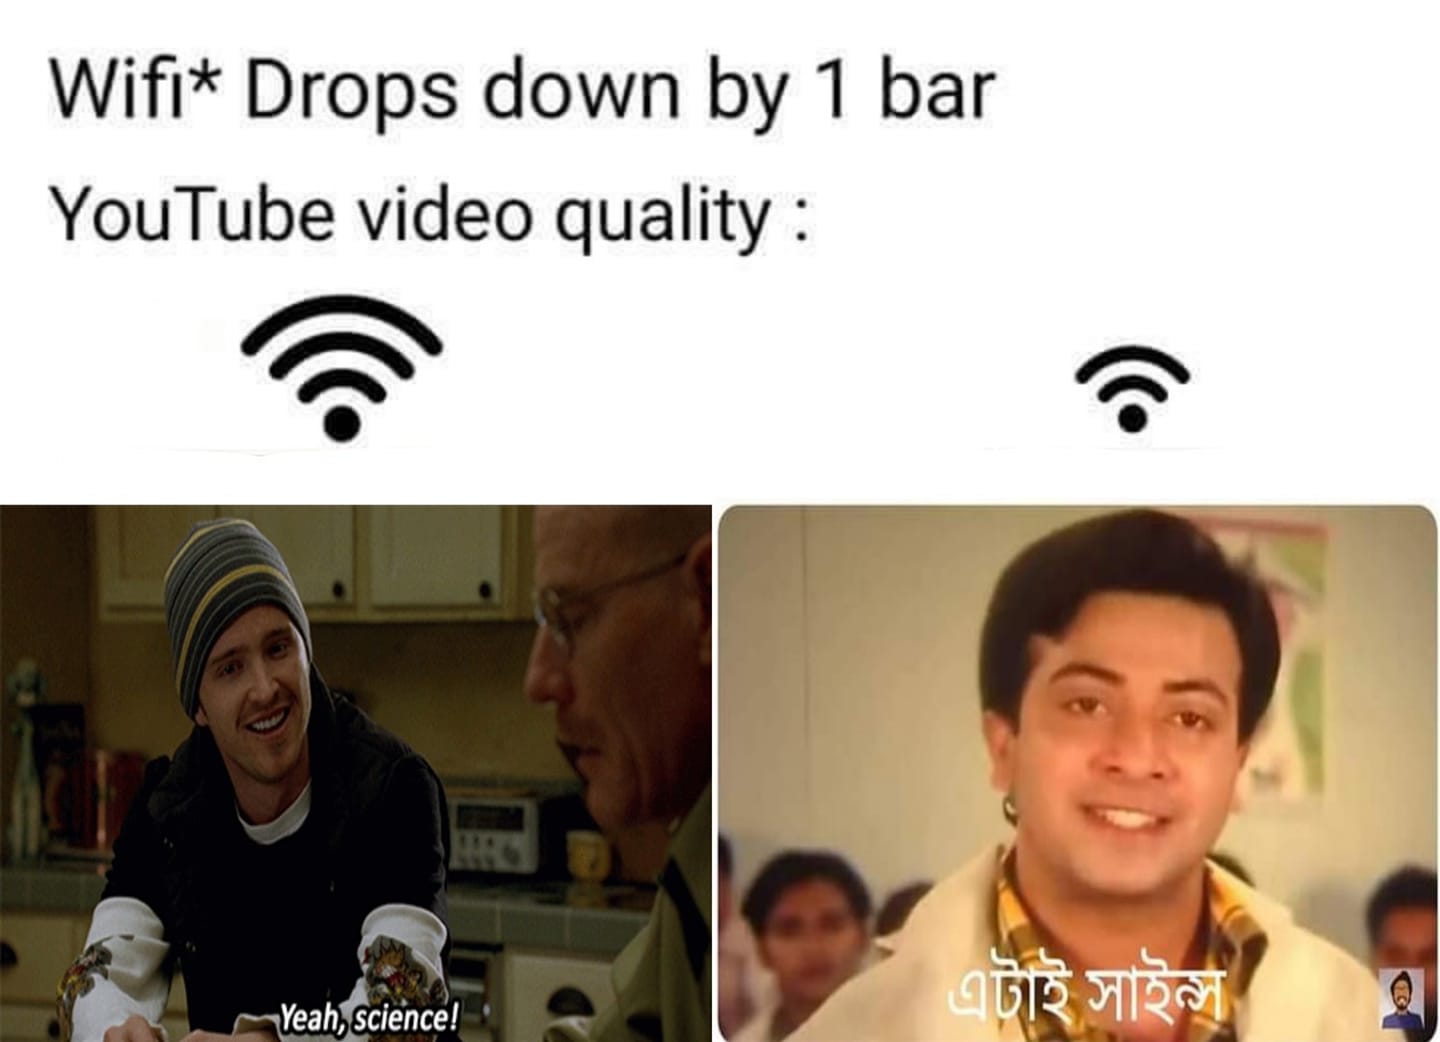 Wifi* Drops down by 1 bar
YouTube video quality :
Yeah, science!
এটাই সাইন্স